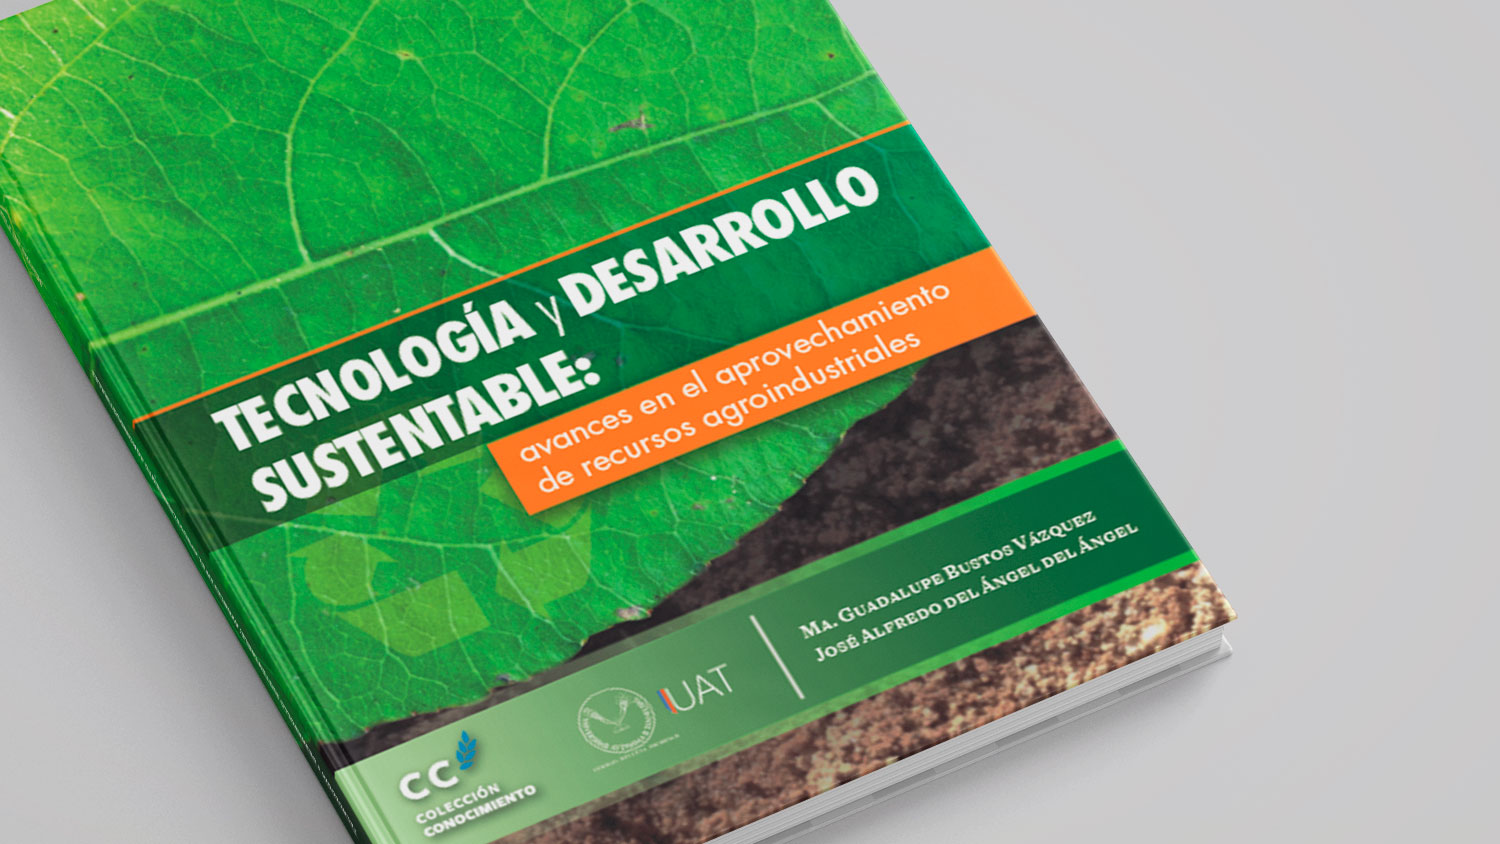 TECNOLOGÍA y DESARROLLO
SUSTENTABLE:
avances en el aprovechamiento
de recursos agroindustriales
MA. GUADALUPE BUSTOS VÁZQUEZ
JOSÉ ALFREDO DEL ÁNGEL DEL ÁNGEL
UAT
CC
COLECCIÓN
CONOCIMIENTO